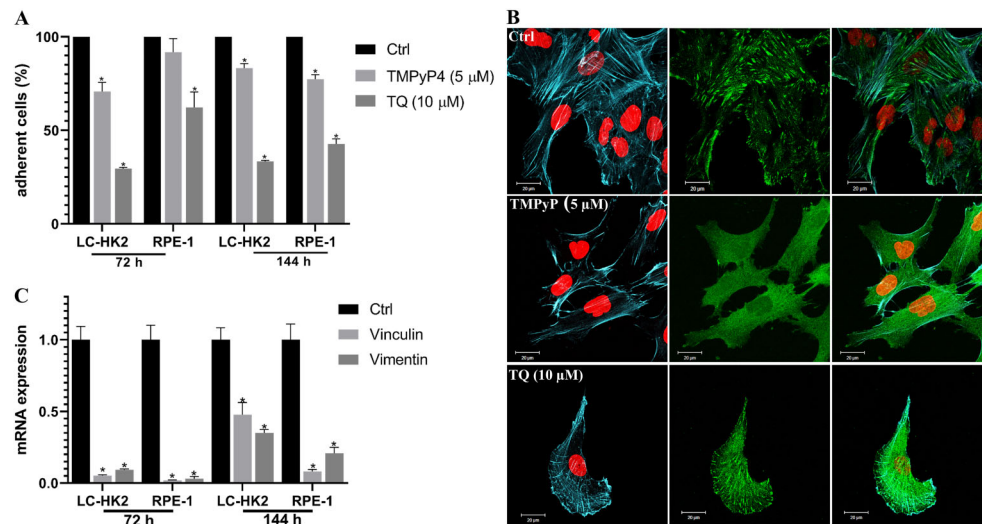 A
adherent cells (%)
100
50
0
* * * * * * *
LC-HK2 RPE-1 LC-HK2 RPE-1
72 h 144 h
Ctrl
TMPyP4 (5 μM)
TQ (10 μM)
C
mRNA expression
1.0
0.5
0.0
* * * * * * * *
LC-HK2 RPE-1 LC-HK2 RPE-1
72 h 144 h
Ctrl
Vinculin
Vimentin
B
Ctrl
20 μm 20 μm 20 μm
TMPyP (5 μM)
20 μm 20 μm 20 μm
TQ (10 μM)
20 μm 20 μm 20 μm